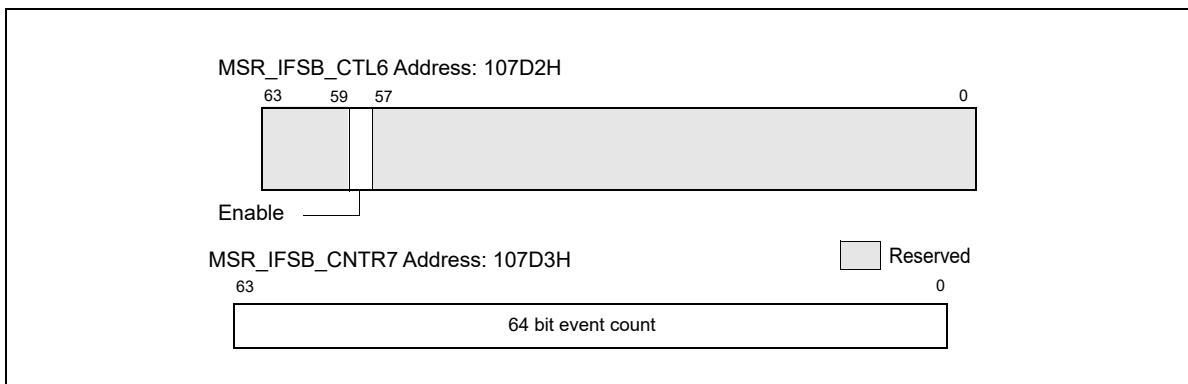 MSR_IFSB_CTL6 Address: 107D2H
63 59 57 0
Enable
MSR_IFSB_CNTR7 Address: 107D3H
Reserved
63 0
64 bit event count